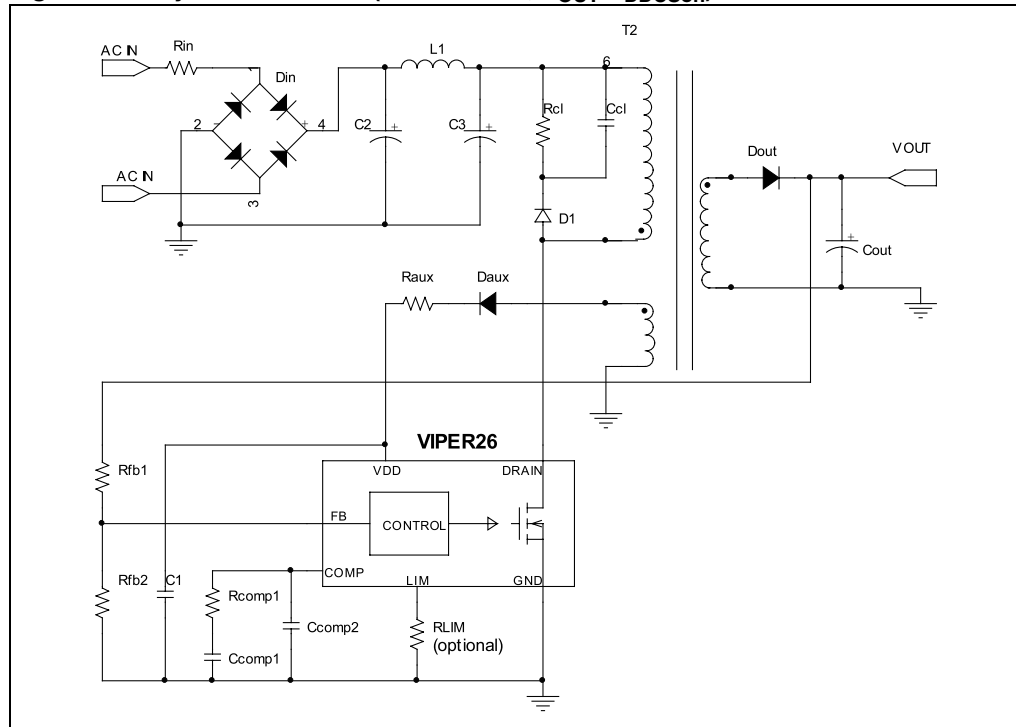 T2
AC IN
Rin
1
Din
2
4
3
AC IN
L1
C2
C3
6
Rcl
Ccl
D1
Dout
VOUT
Cout
Raux
Daux
VIPER26
VDD
DRAIN
FB
CONTROL
COMP
LIM
GND
Rfb1
Rfb2
C1
Rcomp1
Ccomp1
Ccomp2
RLIM
(optional)